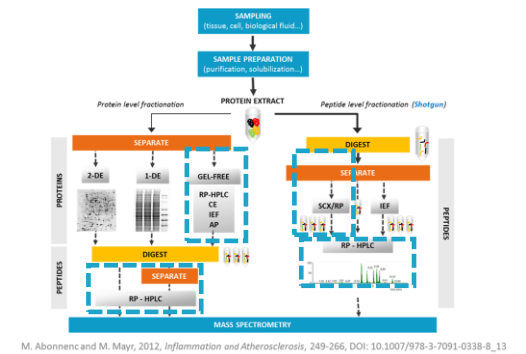 SAMPLING
(tissue, cell, biological fluid...)
SAMPLE PREPARATION
(purification, solubilization...)
PROTEIN EXTRACT
Protein level fractionation
Peptide level fractionation (Shotgun)
SEPARATE
2-DE
1-DE
GEL-FREE
RP-HPLC
CE
IEF
AP
PROTEINS
DIGEST
SEPARATE
RP - HPLC
PEPTIDES
DIGEST
SEPARATE
SCX/RP
IEF
RP - HPLC
PEPTIDES
MASS SPECTROMETRY
M. Abonnenc and M. Mayr, 2012, Inflammation and Atherosclerosis, 249-266, DOI: 10.1007/978-3-7091-0338-8_13